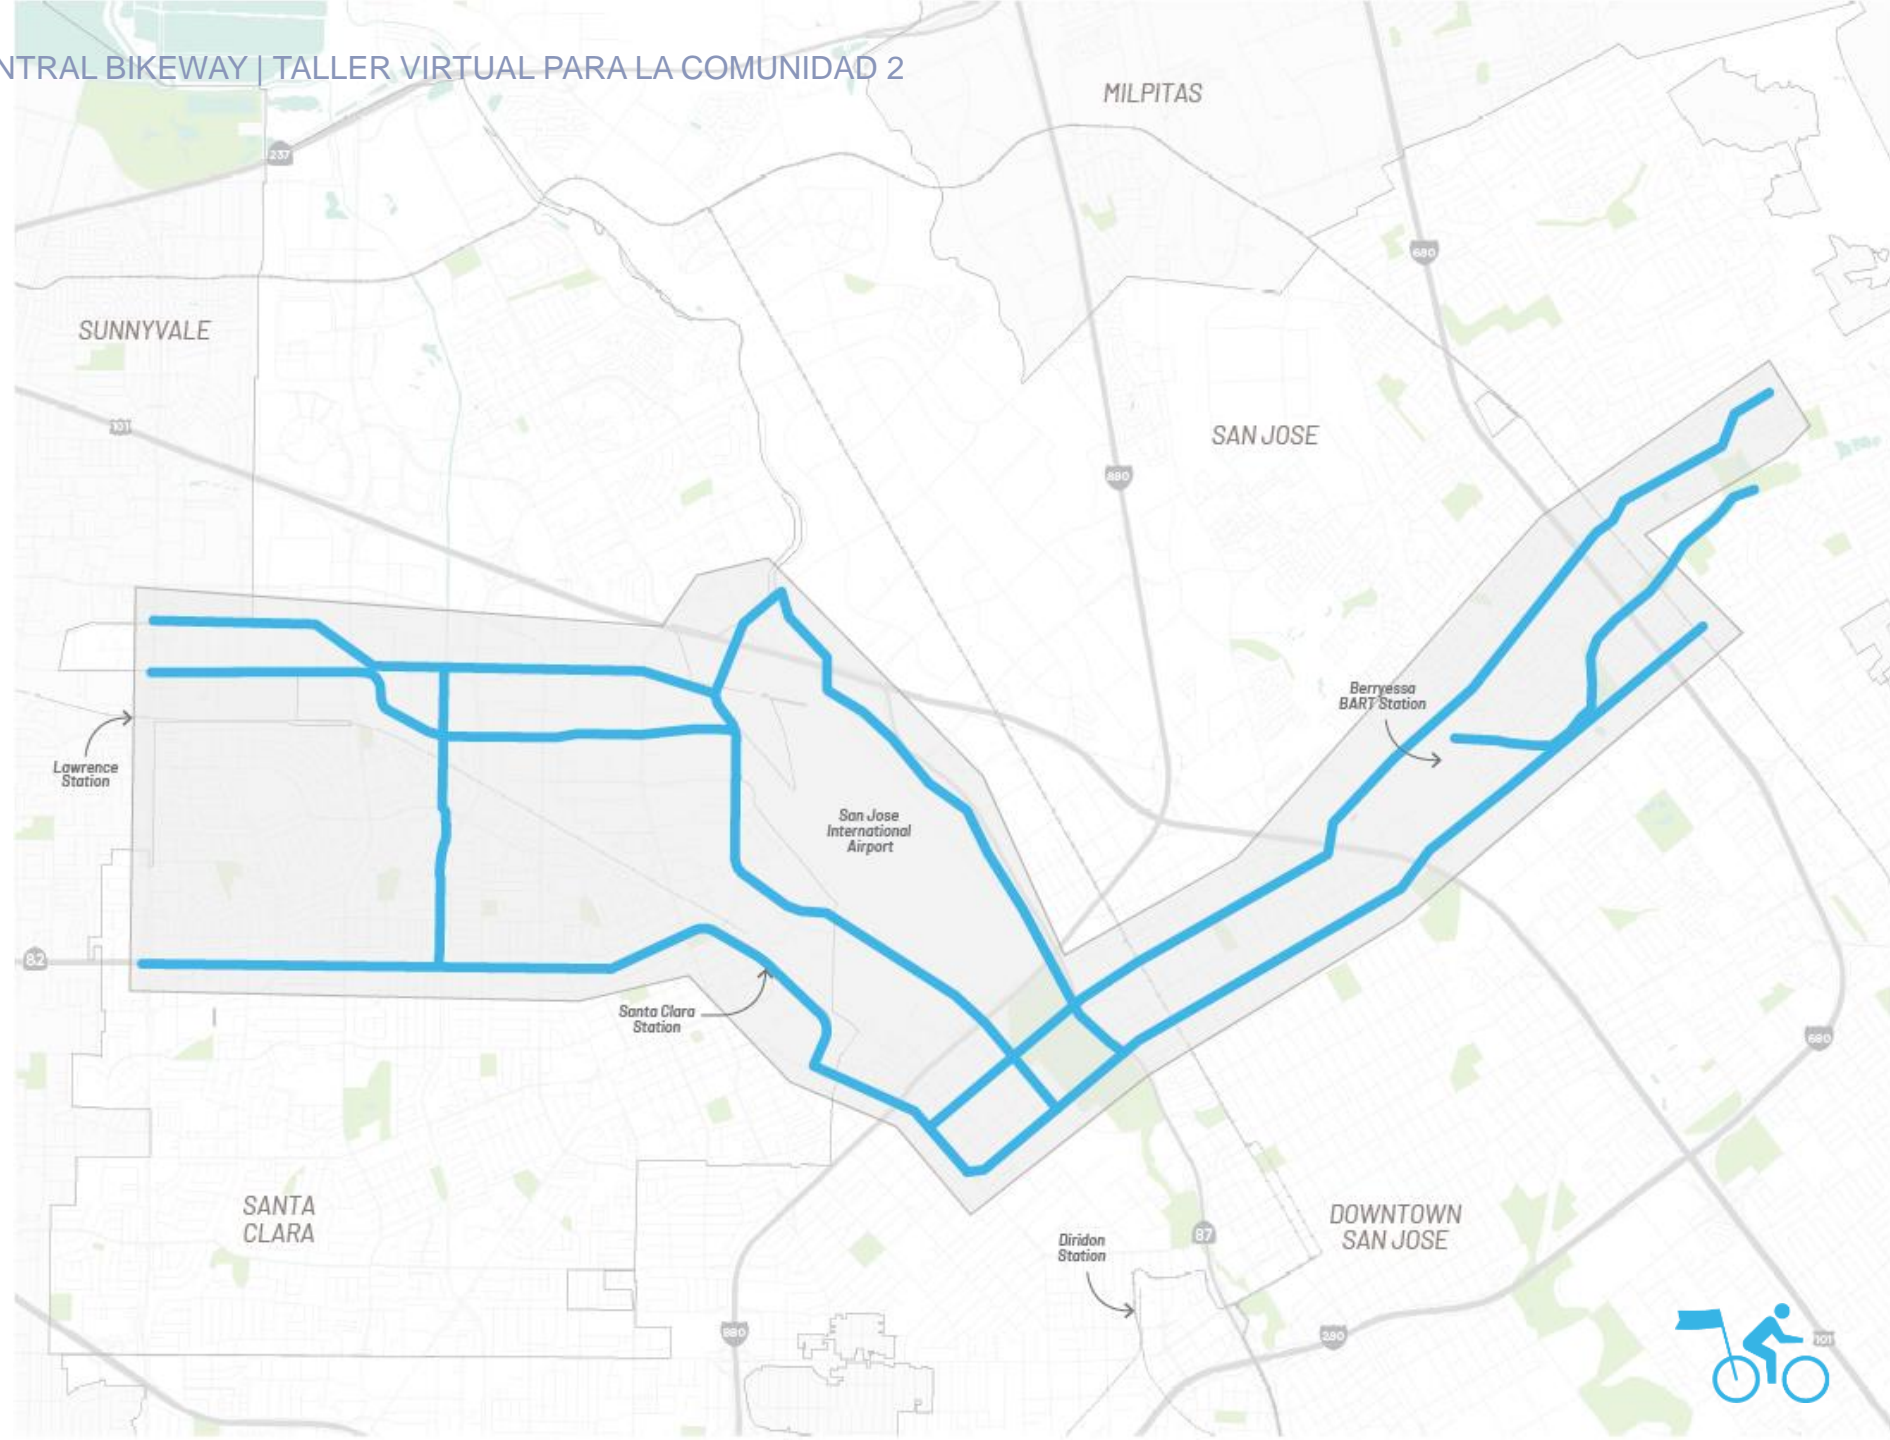 NTRAL BIKEWAY | TALLER VIRTUAL PARA LA COMUNIDAD 2
MILPITAS
237
680
SUNNYVALE
101
SAN JOSE
880
Berryessa
BART Station
Lawrence
Station
San Jose
International
Airport
82
Santa Clara
Station
680
SANTA
CLARA
DOWNTOWN
SAN JOSE
87
Diridon
Station
880
280
101